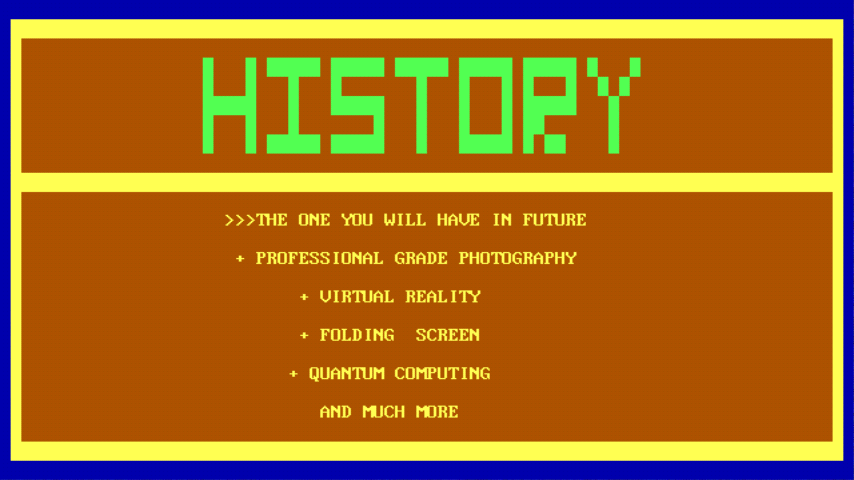 HISTORY
>>>THE ONE YOU WILL HAVE IN FUTURE
+ PROFESSIONAL GRADE PHOTOGRAPHY
+ VIRTUAL REALITY
+ FOLDING  SCREEN
+ QUANTUM COMPUTING
AND MUCH MORE